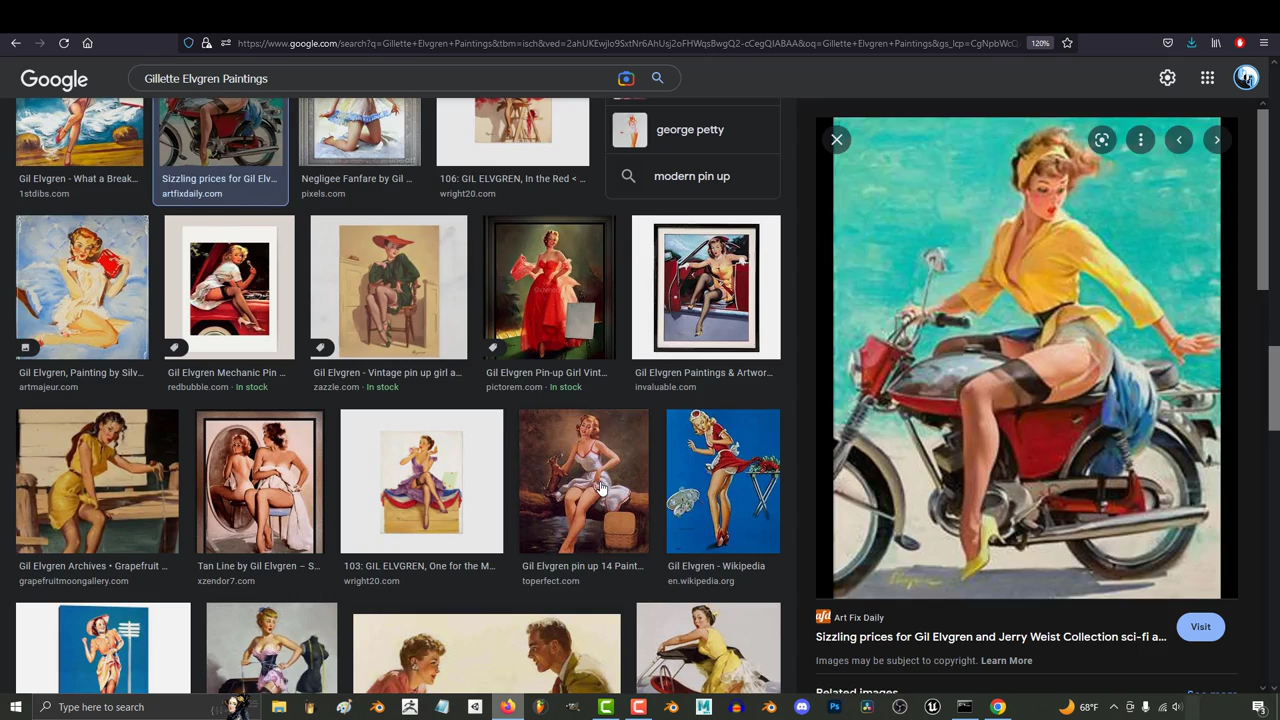 https://www.google.com/search?q=Gillette+Elvgren+Paintings&tbm=isch&ved=2ahUKEwjlo9SxtNr6AhUsj2oFHWqsBwgQ2-cCegQIABAA&oq=Gillette+Elvgren+Paintings&gs_lcp=CgNpbWcQ
120%
Google
Gillette Elvgren Paintings
george petty
modern pin up
Gil Elvgren - What a Break...
1stdibs.com
Sizzling prices for Gil Elv...
artfixdaily.com
Negligee Fanfare by Gil ...
pixels.com
106: GIL ELVGREN, In the Red < ...
wright20.com
Gil Elvgren, Painting by Silv...
artmajeur.com
Gil Elvgren Mechanic Pin ...
redbubble.com · In stock
Gil Elvgren - Vintage pin up girl a...
zazzle.com · In stock
Gil Elvgren Pin-up Girl Vint...
pictorem.com · In stock
Gil Elvgren Paintings & Artwor...
invaluable.com
Gil Elvgren Archives • Grapefruit ...
grapefruitmoongallery.com
Tan Line by Gil Elvgren – S...
xzendor7.com
103: GIL ELVGREN, One for the M...
wright20.com
Gil Elvgren pin up 14 Paint...
toperfect.com
Gil Elvgren - Wikipedia
en.wikipedia.org
Elvgren
afd
Art Fix Daily
Sizzling prices for Gil Elvgren and Jerry Weist Collection sci-fi a...
Visit
Images may be subject to copyright. Learn More
Related images
See more
Type here to search
68°F